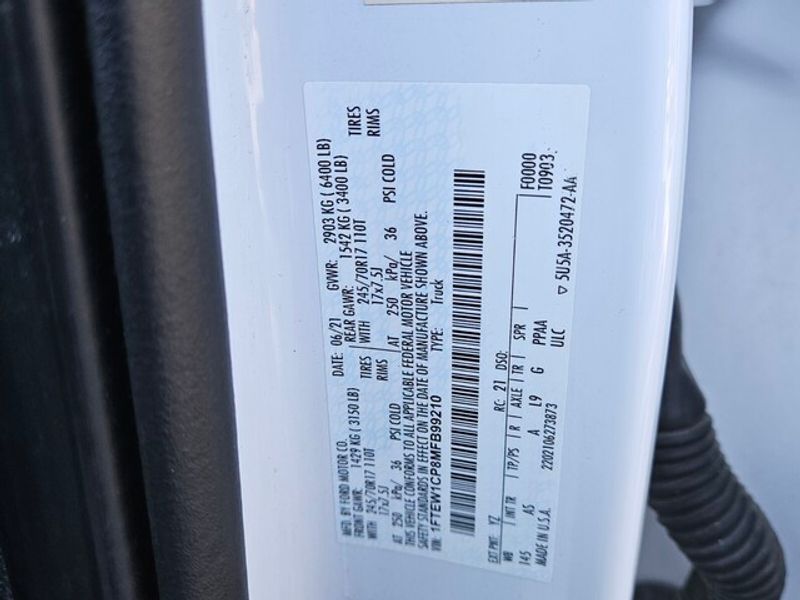 MFD. BY FORD MOTOR CO. DATE: 06/21 GVWR: 2903 KG ( 6400 LB)
FRONT GAWR: 1429 KG ( 3150 LB) REAR GAWR: 1542 KG ( 3400 LB)
WITH 245/70R17 110T TIRES WITH 245/70R17 110T TIRES
17x7.5J RIMS 17x7.5J RIMS
AT 250 kPa/ 36 PSI COLD AT 250 kPa/ 36 PSI COLD
THIS VEHICLE CONFORMS TO ALL APPLICABLE FEDERAL MOTOR VEHICLE
SAFETY STANDARDS IN EFFECT ON THE DATE OF MANUFACTURE SHOWN ABOVE.
VIN: 1FTEW1CP8MFB99210 TYPE: Truck
F0000
T0903
EXT PNT: YZ RC: 21 DSO:
WB INT TR TP/PS R AXLE TR SPR
145 AS A L9 G PPAA
MADE IN U.S.A. 2202106273873 ULC
▽ 5U5A-3520472-AA